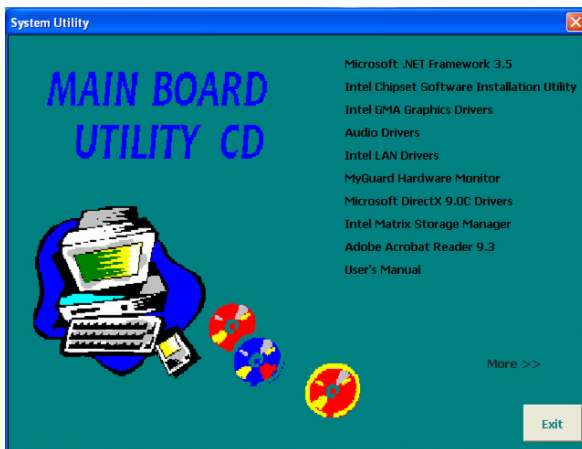 System Utility
MAIN BOARD
UTILITY CD
Microsoft .NET Framework 3.5
Intel Chipset Software Installation Utility
Intel GMA Graphics Drivers
Audio Drivers
Intel LAN Drivers
MyGuard Hardware Monitor
Microsoft DirectX 9.0C Drivers
Intel Matrix Storage Manager
Adobe Acrobat Reader 9.3
User's Manual
More >>
Exit